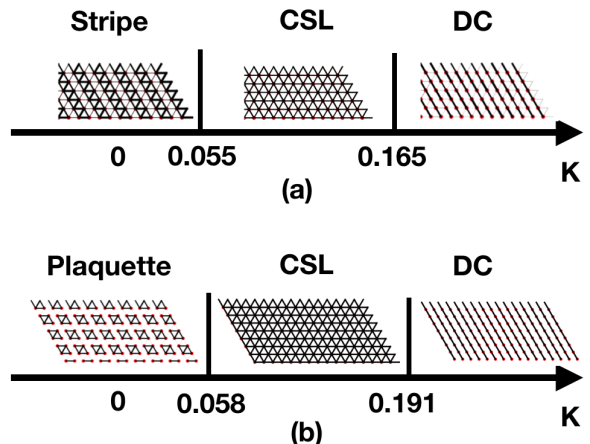 Stripe CSL DC
0 0.055 0.165
K
(a)
Plaquette CSL DC
0 0.058 0.191
K
(b)